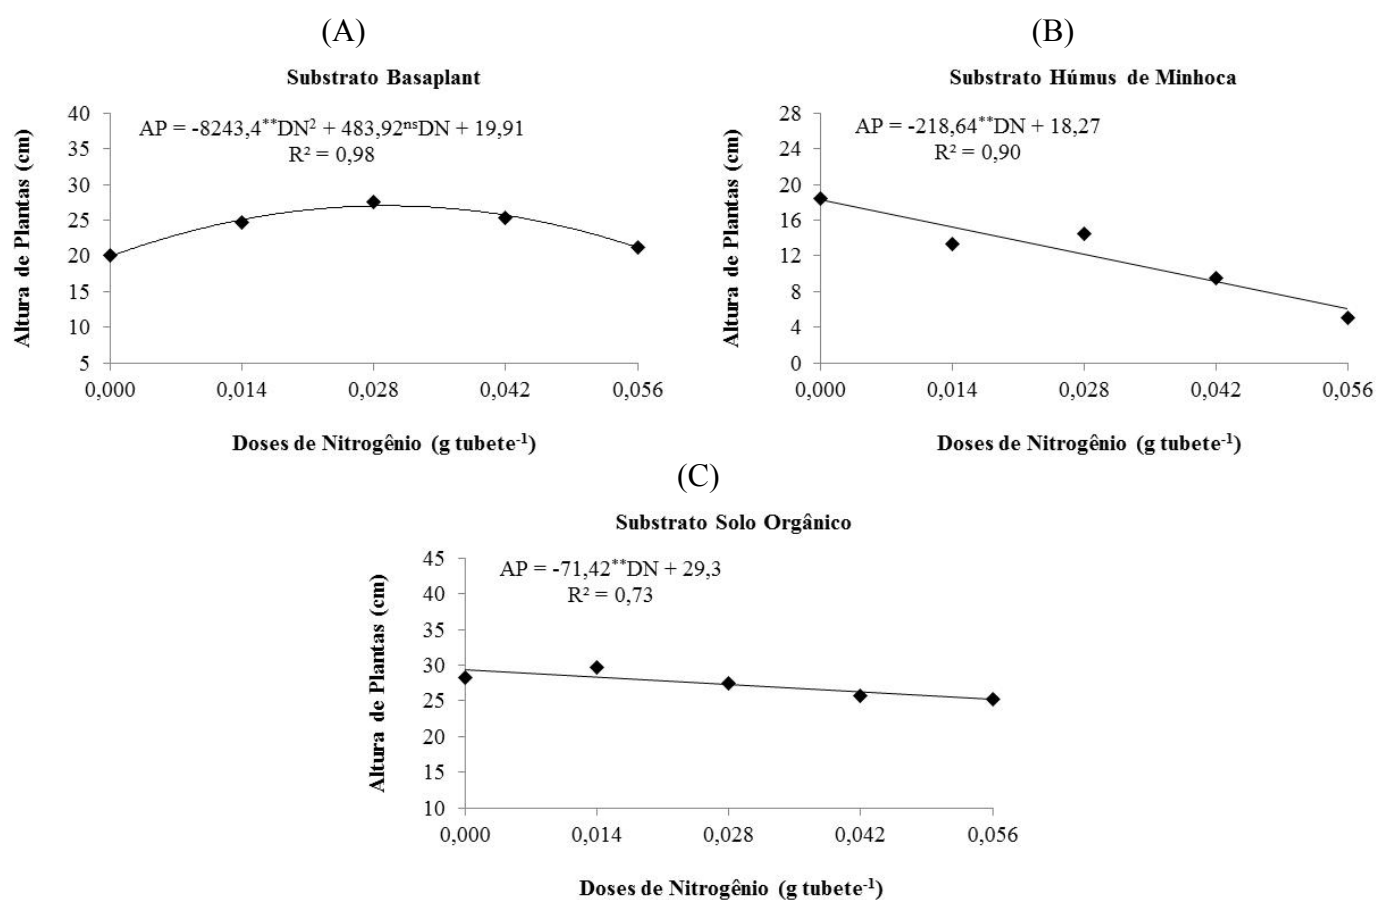 (A)
Substrato Basaplant
AP = -8243,4**DN² + 483,92ⁿˢDN + 19,91
R² = 0,98
Altura de Plantas (cm)
40
35
30
25
20
15
10
5
0,000 0,014 0,028 0,042 0,056
Doses de Nitrogênio (g tubete⁻¹)
(B)
Substrato Húmus de Minhoca
AP = -218,64**DN + 18,27
R² = 0,90
Altura de Plantas (cm)
28
24
20
16
12
8
4
0
0,000 0,014 0,028 0,042 0,056
Doses de Nitrogênio (g tubete⁻¹)
(C)
Substrato Solo Orgânico
AP = -71,42**DN + 29,3
R² = 0,73
Altura de Plantas (cm)
45
40
35
30
25
20
15
10
0,000 0,014 0,028 0,042 0,056
Doses de Nitrogênio (g tubete⁻¹)